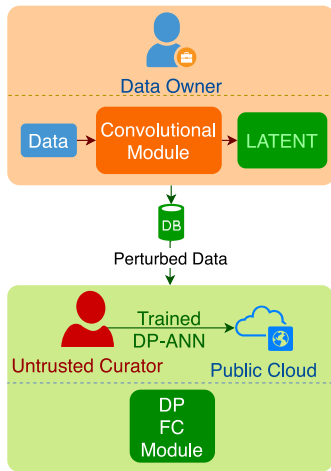 Data Owner
Data
Convolutional
Module
LATENT
DB
Perturbed Data
Trained
DP-ANN
Untrusted Curator
Public Cloud
DP
FC
Module